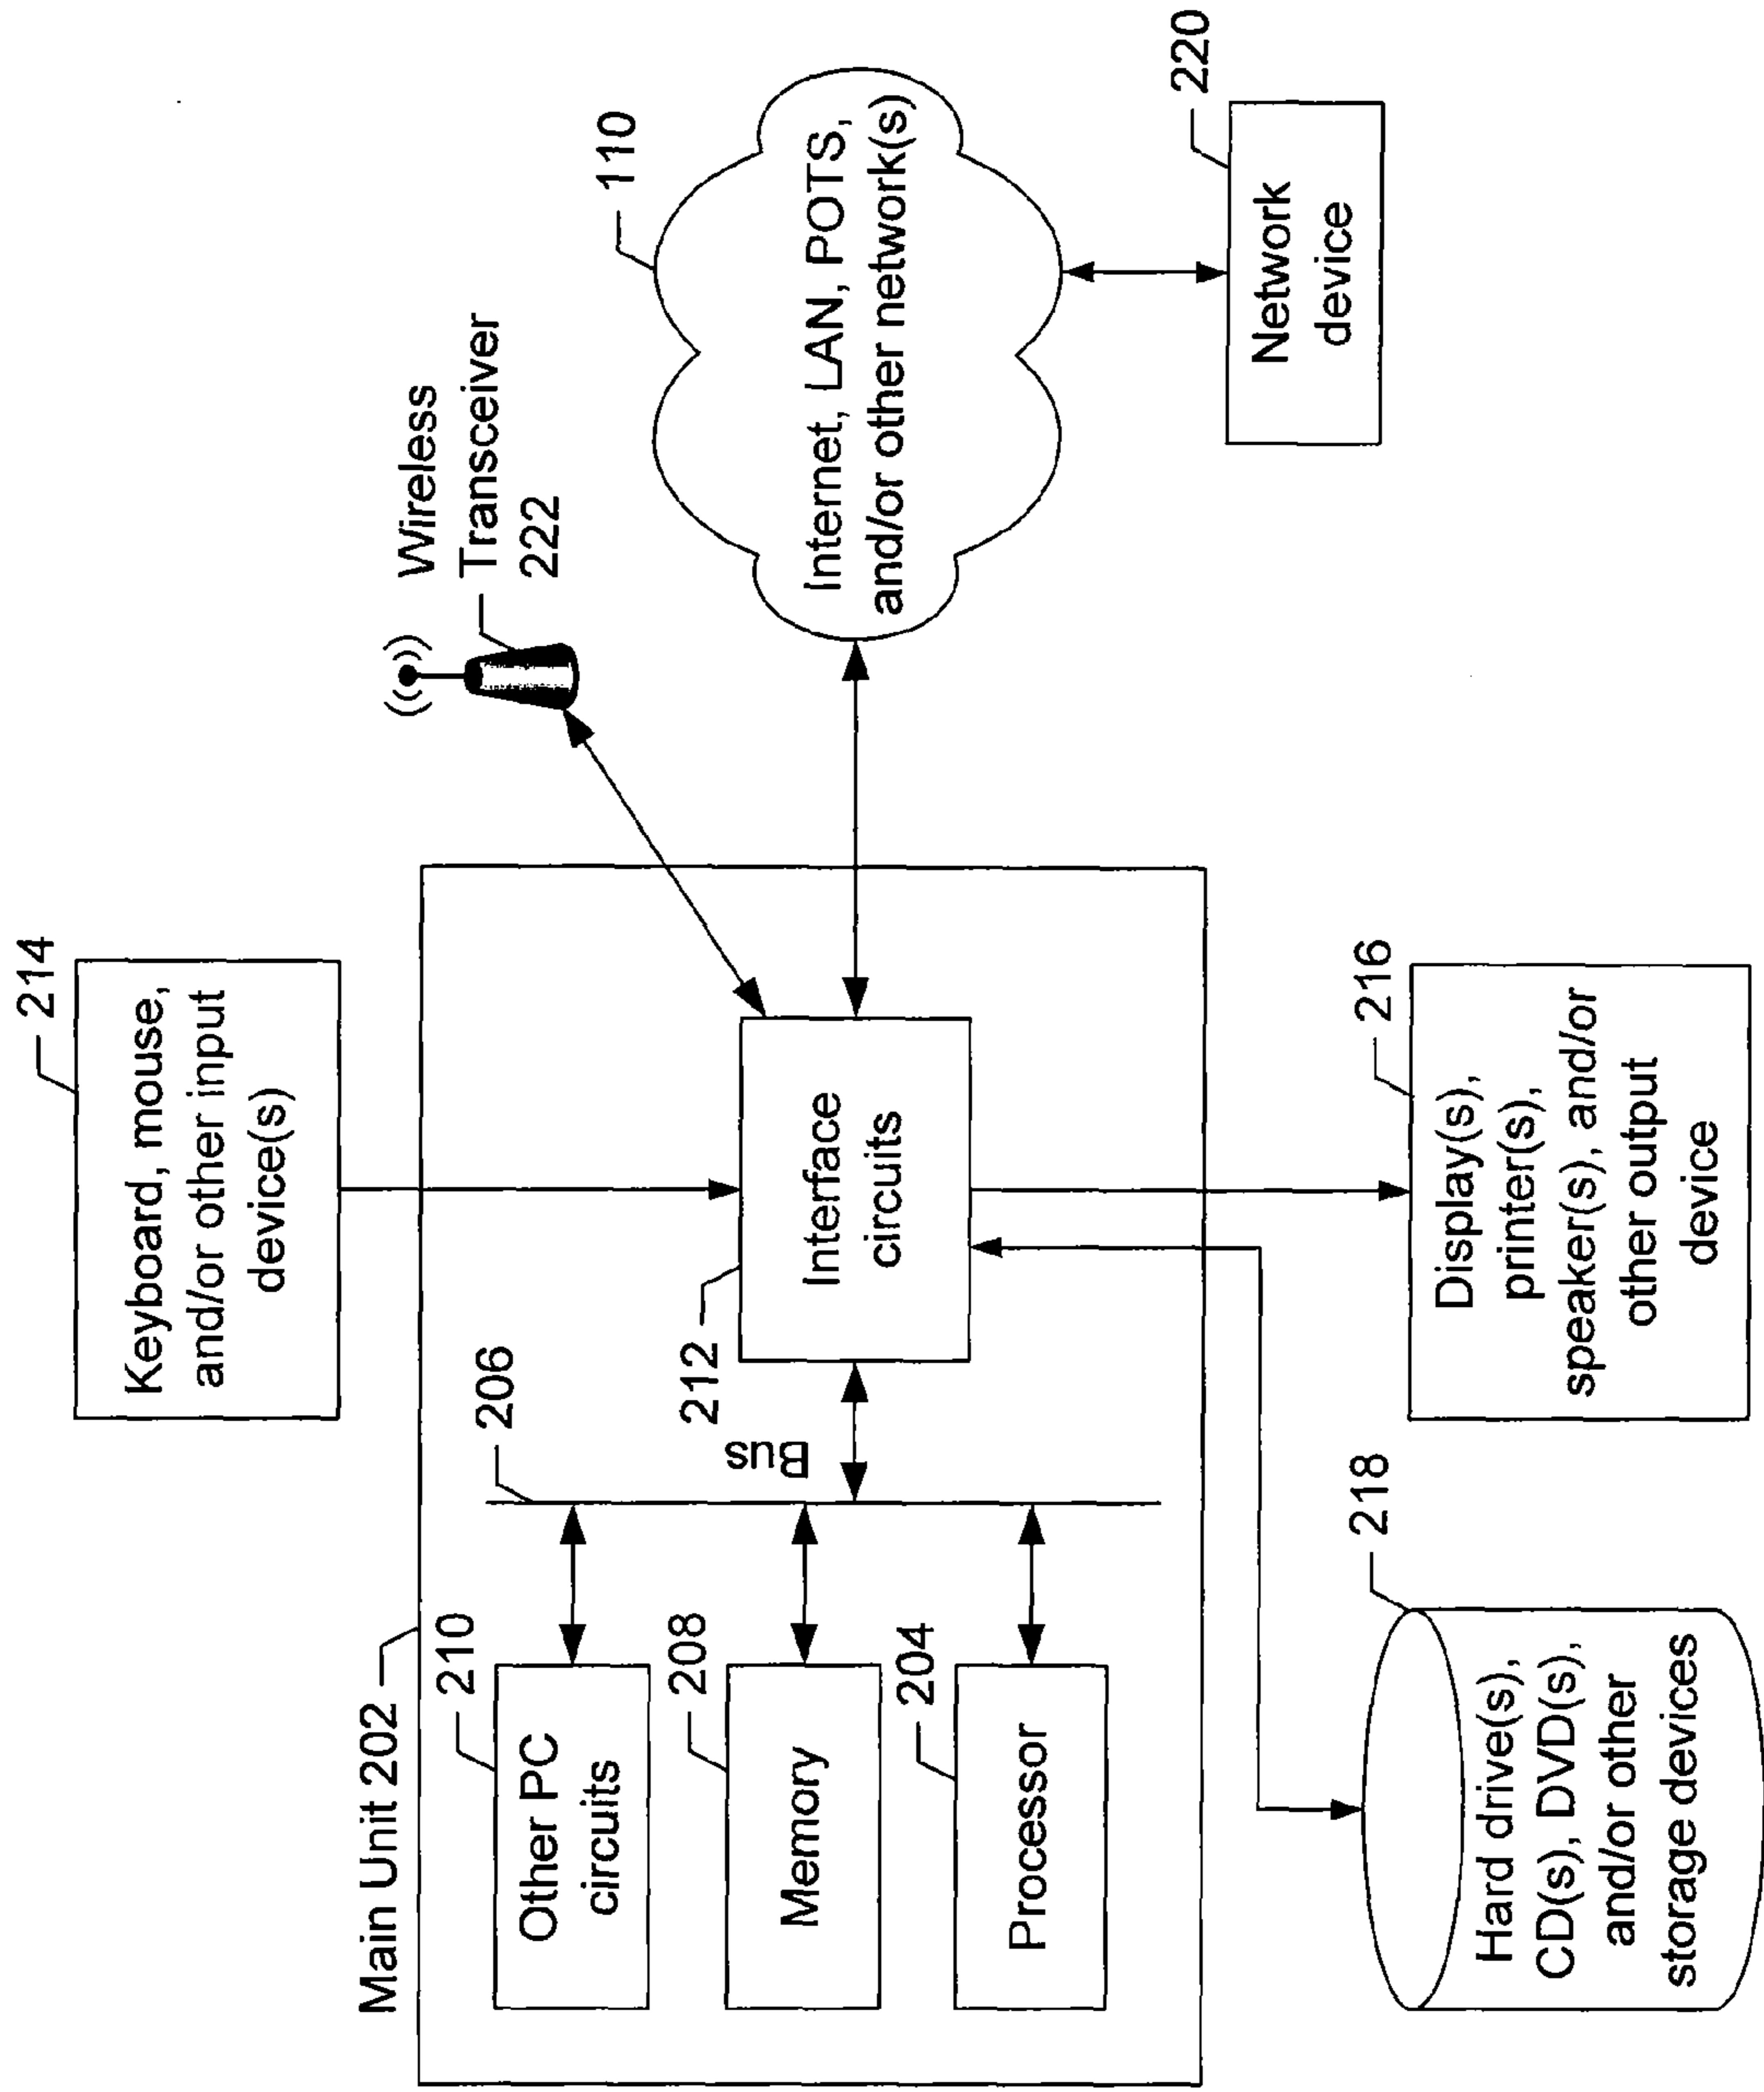 214
Keyboard, mouse,
and/or other input
device(s)
Wireless
Transceiver
222
Main Unit 202
210
Other PC
circuits
208
Memory
204
Processor
206
Bus
212
Interface
circuits
110
Internet, LAN, POTS,
and/or other network(s)
220
Network
device
218
Hard drive(s),
CD(s), DVD(s),
and/or other
storage devices
216
Display(s),
printer(s),
speaker(s), and/or
other output
device